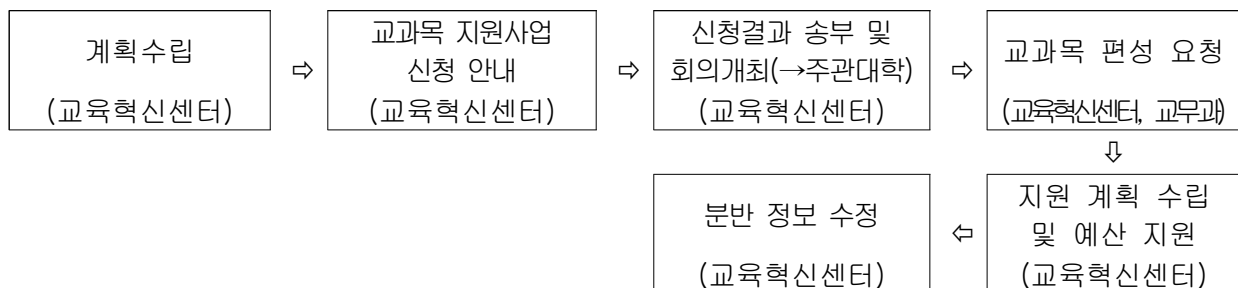 계획수립
(교육혁신센터)
⇨
교과목 지원사업
신청 안내
(교육혁신센터)
⇨
신청결과 송부 및
회의개최(→주관대학)
(교육혁신센터)
⇨
교과목 편성 요청
(교육혁신센터, 교무과)
⇩
지원 계획 수립
및 예산 지원
(교육혁신센터)
⇦
분반 정보 수정
(교육혁신센터)